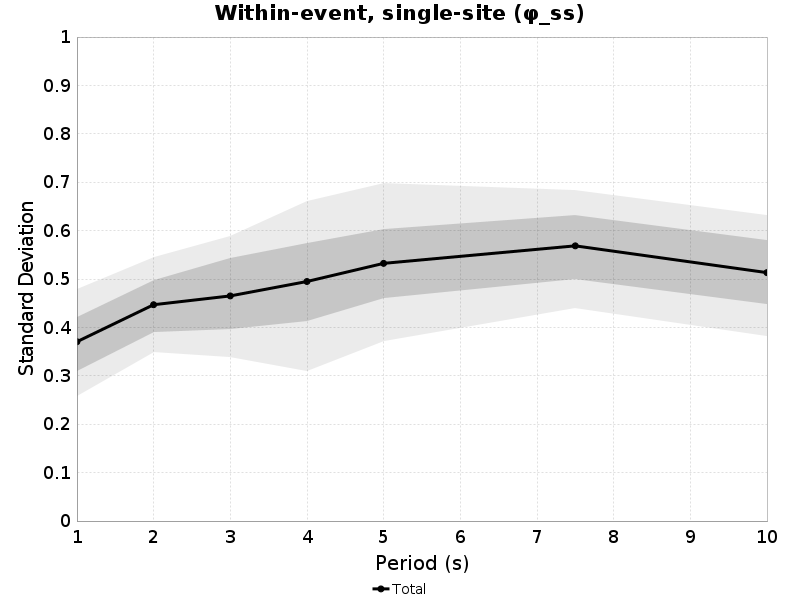 Within-event, single-site (φ_ss)
1
0.9
0.8
0.7
0.6
0.5
0.4
0.3
0.2
0.1
0
Standard Deviation
1 2 3 4 5 6 7 8 9 10
Period (s)
Total